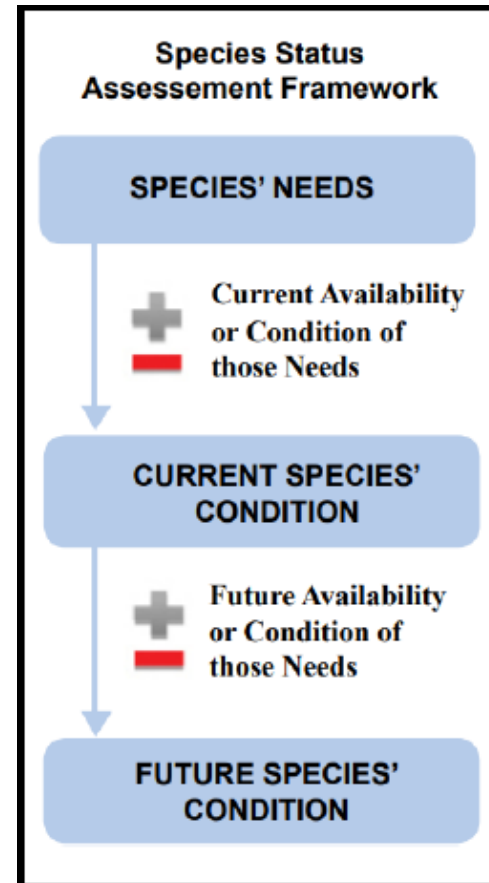 Species Status
Assessement Framework
SPECIES' NEEDS
Current Availability
or Condition of
those Needs
CURRENT SPECIES'
CONDITION
Future Availability
or Condition of
those Needs
FUTURE SPECIES'
CONDITION